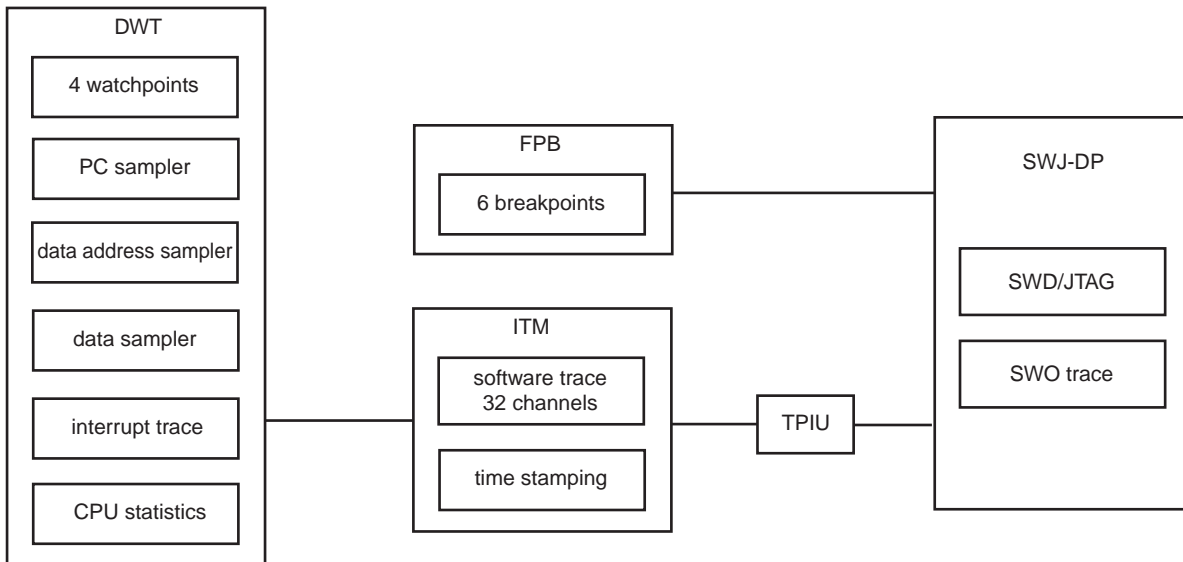 DWT
4 watchpoints
PC sampler
data address sampler
data sampler
interrupt trace
CPU statistics
FPB
6 breakpoints
ITM
software trace
32 channels
time stamping
TPIU
SWJ-DP
SWD/JTAG
SWO trace